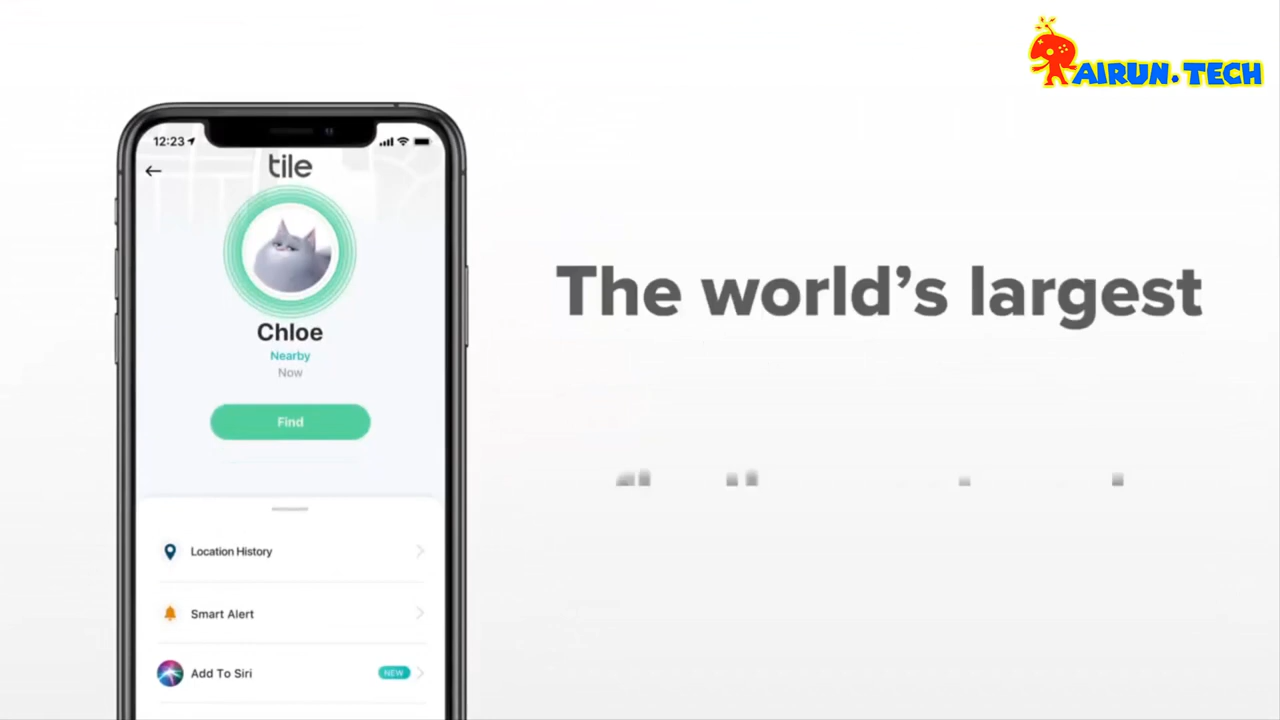 AIRUN.TECH
12:23
tile
Chloe
Nearby
Now
Find
Location History
Smart Alert
Add To Siri
NEW
The world's largest